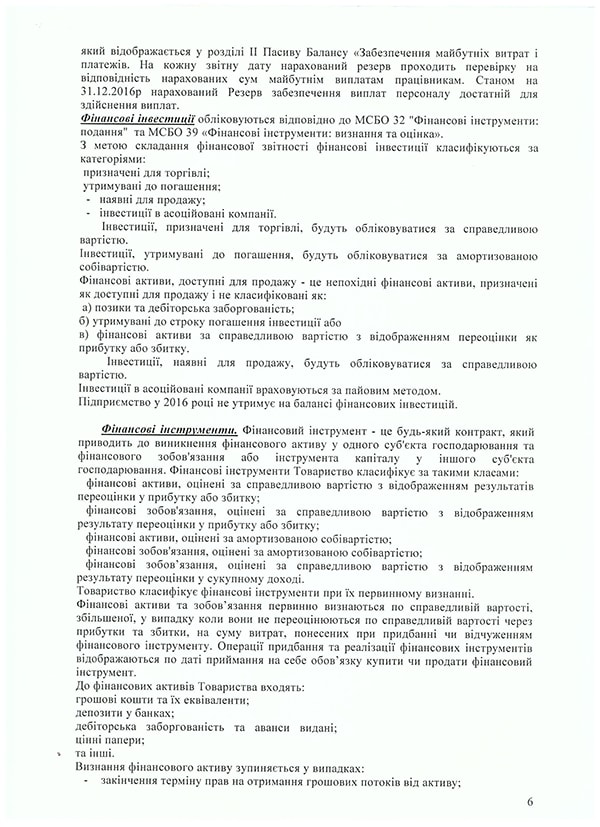 який відображається у розділі ІІ Пасиву Балансу «Забезпечення майбутніх витрат і
платежів. На кожну звітну дату нарахований резерв проходить перевірку на
відповідність нарахованих сум майбутнім виплатам працівникам. Станом на
31.12.2016р нарахований Резерв забезпечення виплат персоналу достатній для
здійснення виплат.
Фінансові інвестиції обліковуються відповідно до МСБО 32 "Фінансові інструменти:
подання" та МСБО 39 «Фінансові інструменти: визнання та оцінка».
З метою складання фінансової звітності фінансові інвестиції класифікуються за
категоріями:
призначені для торгівлі;
утримувані до погашення;
- наявні для продажу;
- інвестиції в асоційовані компанії.
Інвестиції, призначені для торгівлі, будуть обліковуватися за справедливою
вартістю.
Інвестиції, утримувані до погашення, будуть обліковуватися за амортизованою
собівартістю.
Фінансові активи, доступні для продажу - це непохідні фінансові активи, призначені
як доступні для продажу і не класифіковані як:
а) позики та дебіторська заборгованість;
б) утримувані до строку погашення інвестиції або
в) фінансові активи за справедливою вартістю з відображенням переоцінки як
прибутку або збитку.
Інвестиції, наявні для продажу, будуть обліковуватися за справедливою
вартістю.
Інвестиції в асоційовані компанії враховуються за пайовим методом.
Підприємство у 2016 році не утримує на балансі фінансових інвестицій.
Фінансові інструменти. Фінансовий інструмент - це будь-який контракт, який
приводить до виникнення фінансового активу у одного суб'єкта господарювання та
фінансового зобов'язання або інструмента капіталу у іншого суб'єкта
господарювання. Фінансові інструменти Товариство класифікує за такими класами:
фінансові активи, оцінені за справедливою вартістю з відображенням результатів
переоцінки у прибутку або збитку;
фінансові зобов'язання, оцінені за справедливою вартістю з відображенням
результату переоцінки у прибутку або збитку;
фінансові активи, оцінені за амортизованою собівартістю;
фінансові зобов'язання, оцінені за амортизованою собівартістю;
фінансові зобов’язання, оцінені за справедливою вартістю з відображенням
результату переоцінки у сукупному доході.
Товариство класифікує фінансові інструменти при їх первинному визнанні.
Фінансові активи та зобов’язання первинно визнаються по справедливій вартості,
збільшеної, у випадку коли вони не переоцінюються по справедливій вартості через
прибутки та збитки, на суму витрат, понесених при придбанні чи відчуженням
фінансового інструменту. Операції придбання та реалізації фінансових інструментів
відображаються по даті приймання на себе обов’язку купити чи продати фінансовий
інструмент.
До фінансових активів Товариства входять:
грошові кошти та їх еквіваленти;
депозити у банках;
дебіторська заборгованість та аванси видані;
цінні папери;
та інші.
Визнання фінансового активу зупиняється у випадках:
- закінчення терміну прав на отримання грошових потоків від активу;
6